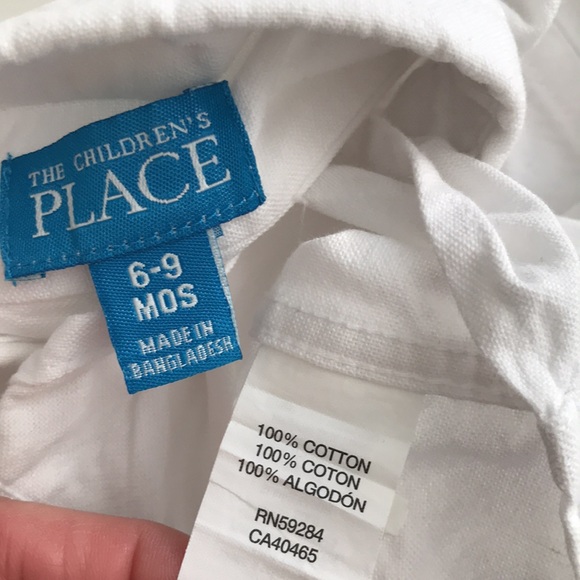 THE CHILDREN'S
PLACE
6-9
MOS
MADE IN
BANGLADESH
100% COTTON
100% COTON
100% ALGODÓN
RN59284
CA40465